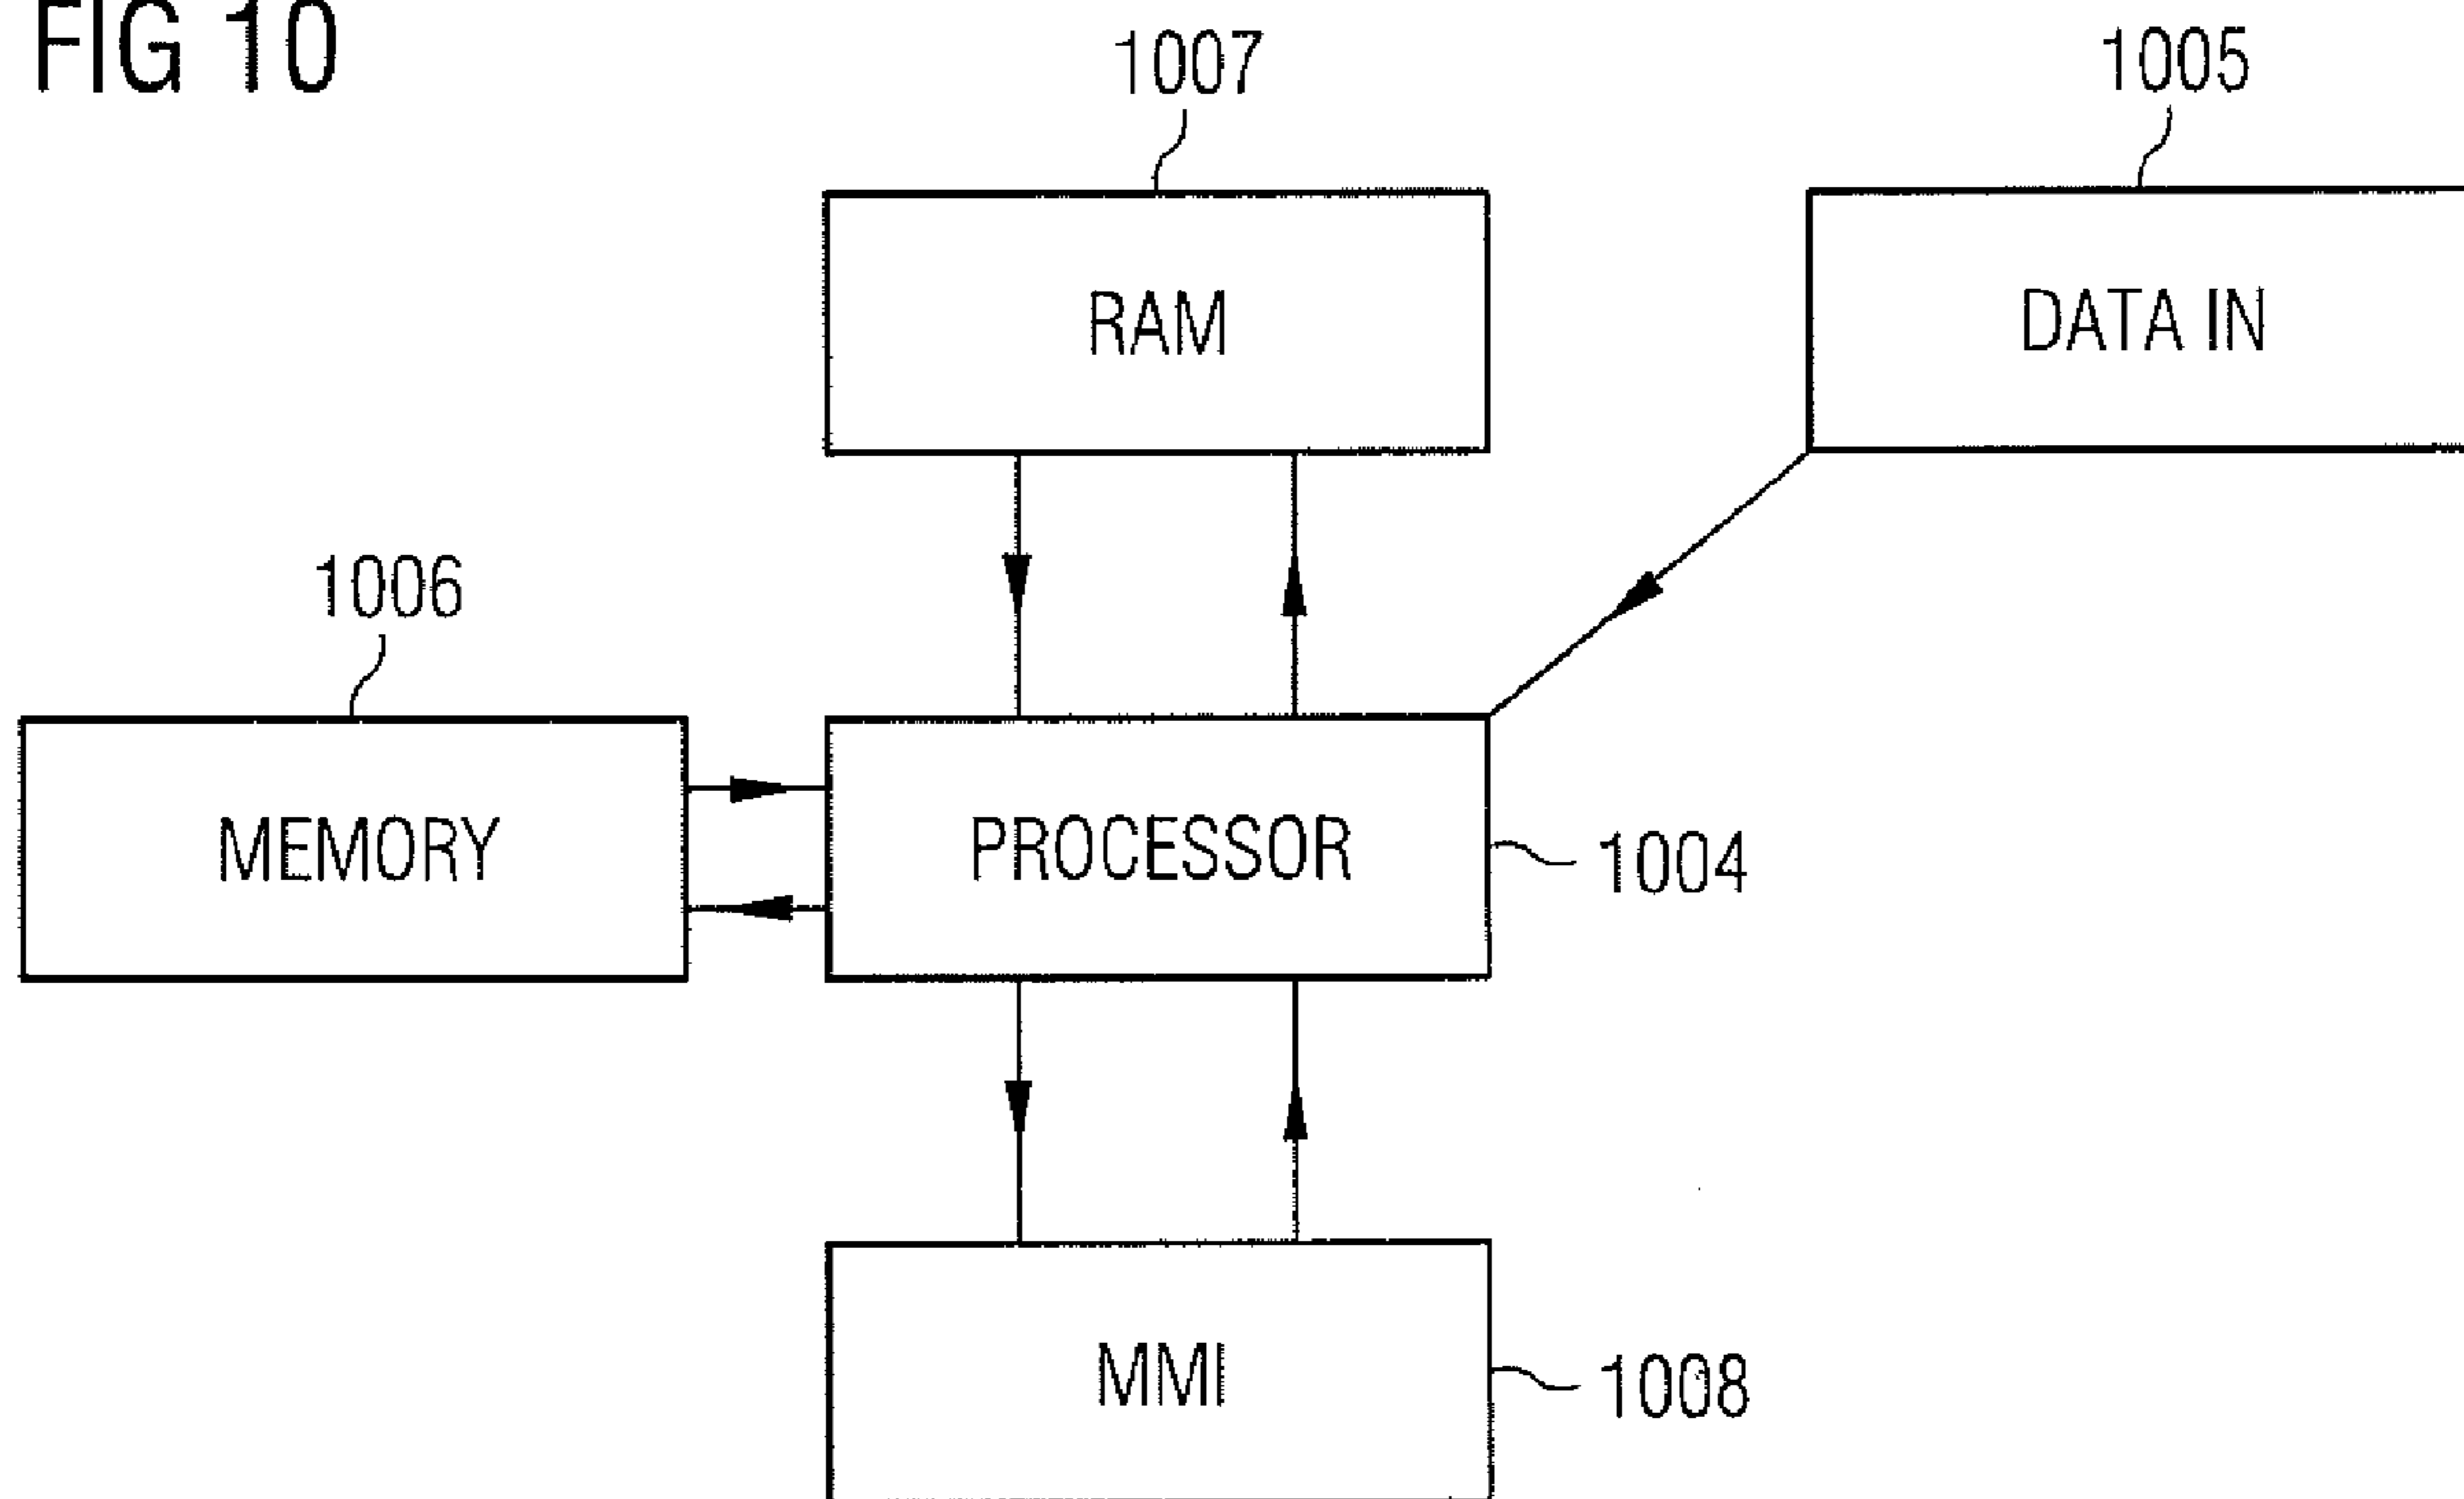 FIG 10
1007
1005
RAM
DATA IN
1006
MEMORY
PROCESSOR
1004
MMI
1008